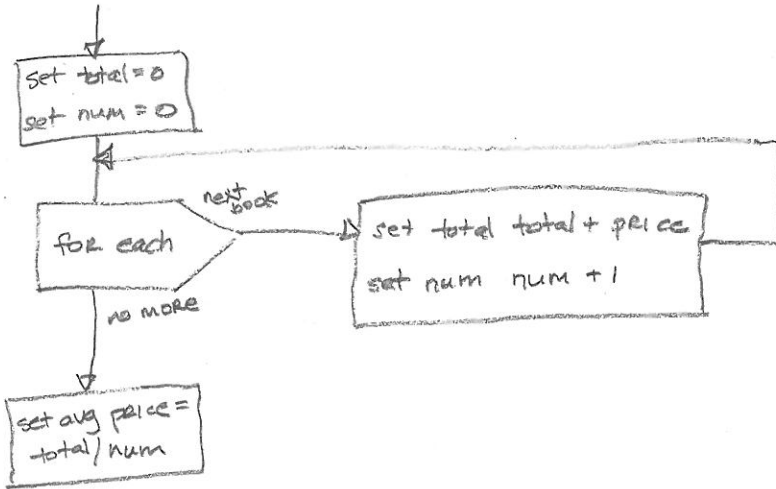 set total = 0
set num = 0
next
book
for each
set total total + price
set num num + 1
no more
set avg price =
total / num